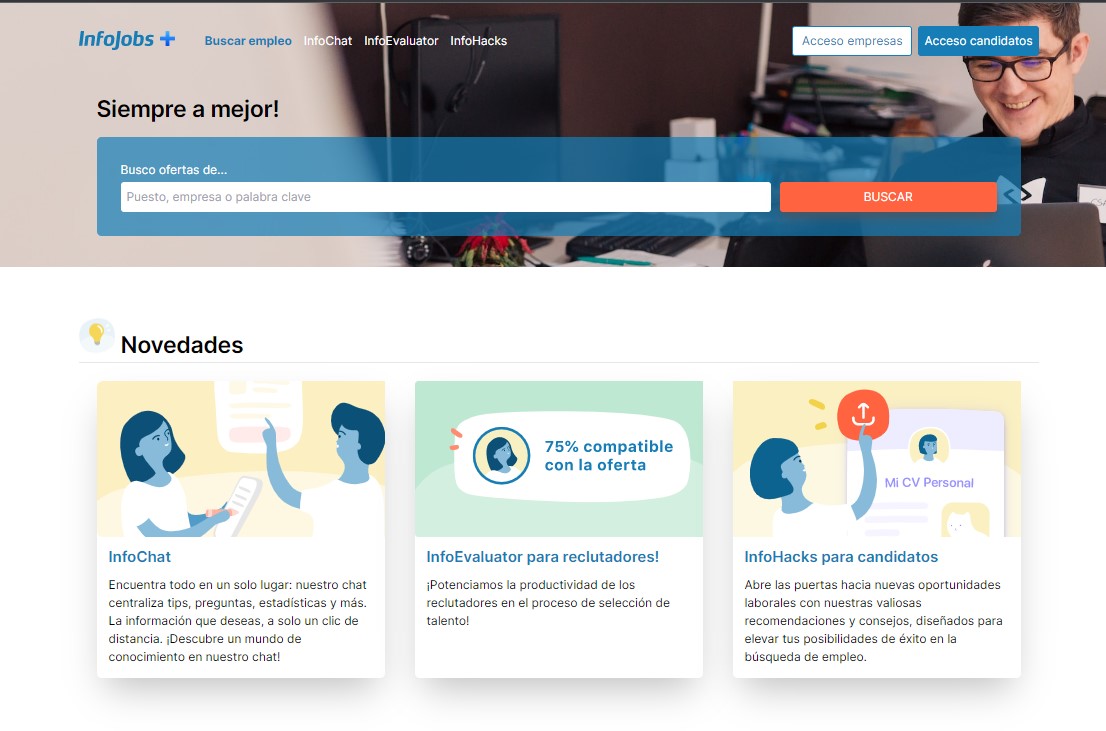 InfoJobs +
Buscar empleo InfoChat InfoEvaluator InfoHacks
Acceso empresas Acceso candidatos
Siempre a mejor!
Busco ofertas de...
Puesto, empresa o palabra clave
BUSCAR
Novedades
75% compatible
con la oferta
Mi CV Personal
InfoChat
Encuentra todo en un solo lugar: nuestro chat
centraliza tips, preguntas, estadísticas y más.
La información que deseas, a solo un clic de
distancia. ¡Descubre un mundo de
conocimiento en nuestro chat!
InfoEvaluator para reclutadores!
¡Potenciamos la productividad de los
reclutadores en el proceso de selección de
talento!
InfoHacks para candidatos
Abre las puertas hacia nuevas oportunidades
laborales con nuestras valiosas
recomendaciones y consejos, diseñados para
elevar tus posibilidades de éxito en la
búsqueda de empleo.